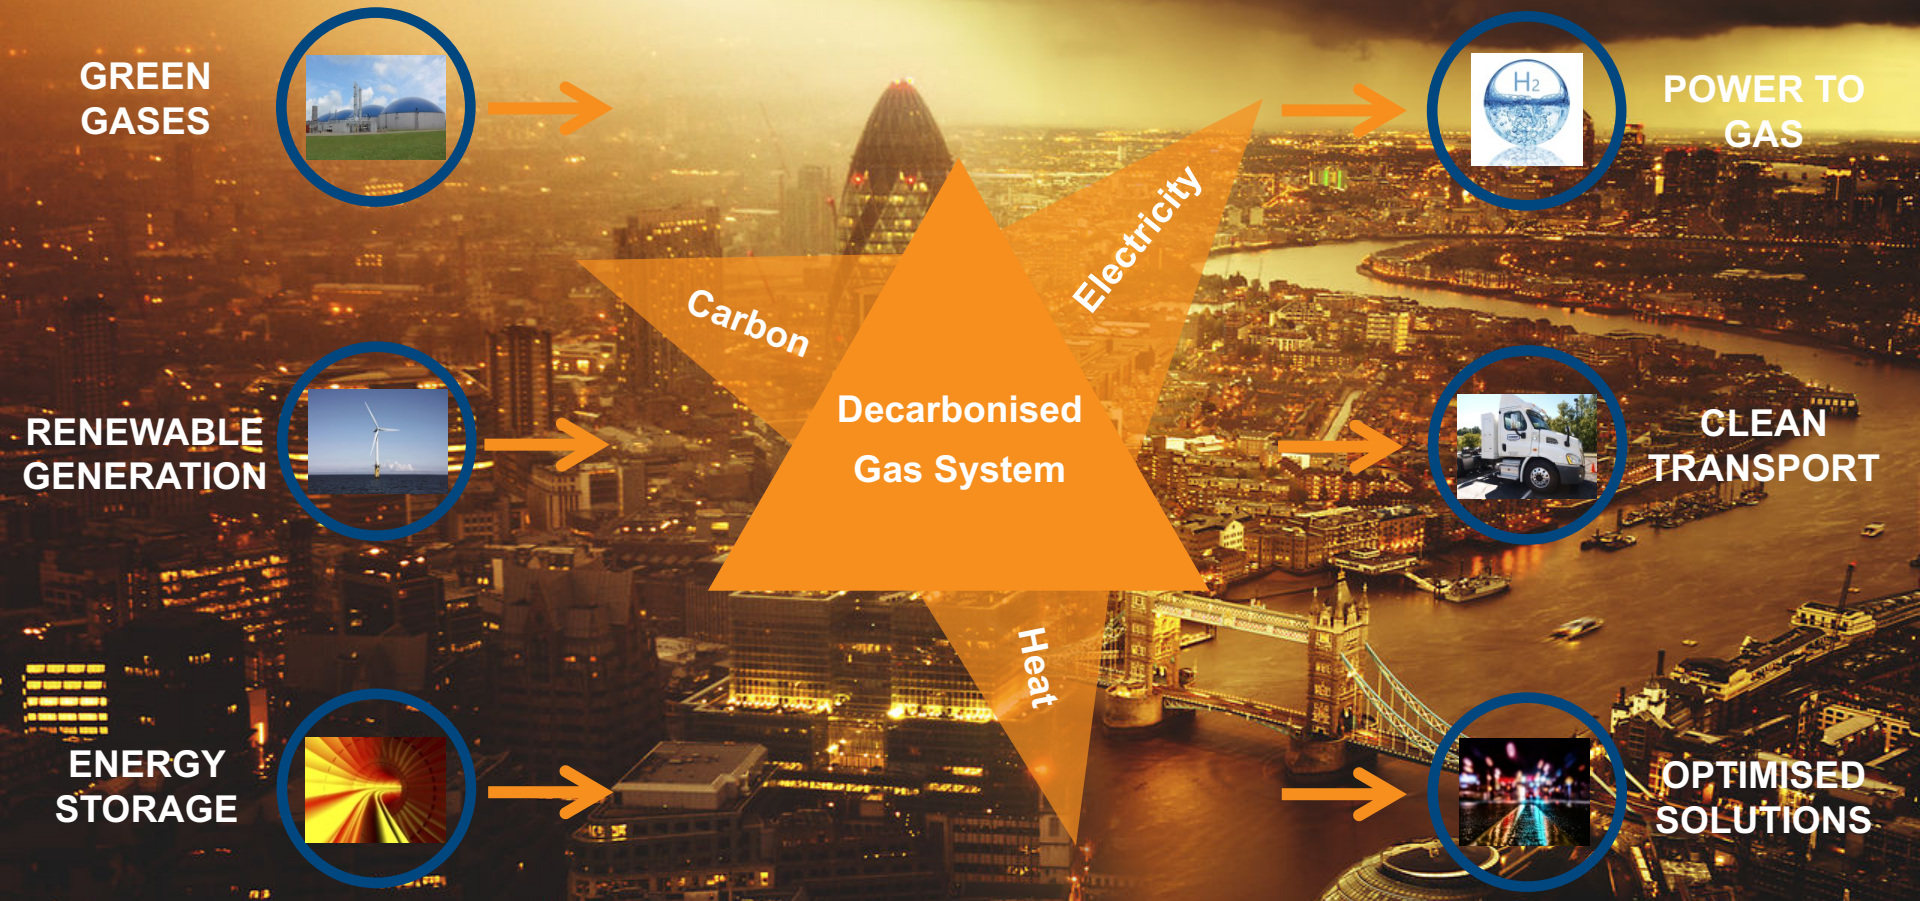 GREEN
GASES
RENEWABLE
GENERATION
ENERGY
STORAGE
Carbon
Electricity
Decarbonised
Gas System
Heat
H2
POWER TO
GAS
CLEAN
TRANSPORT
OPTIMISED
SOLUTIONS